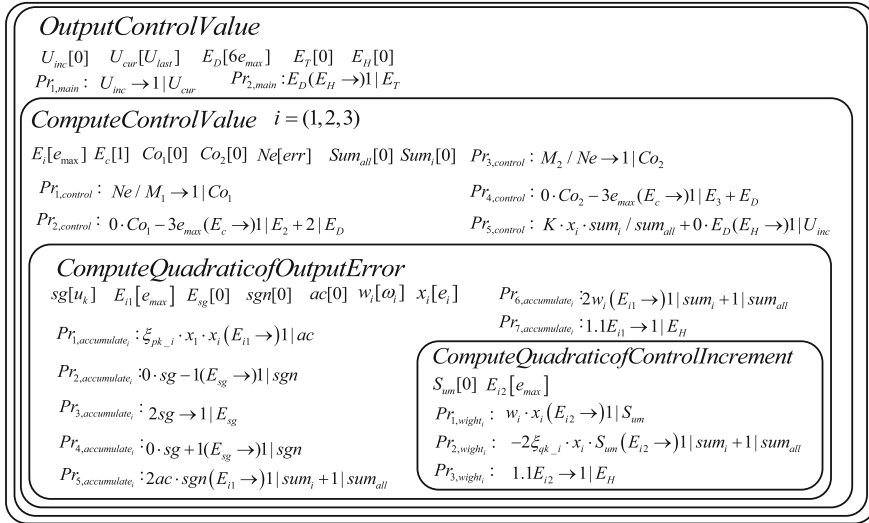 OutputControlValue
U_inc[0] U_cur[U_last] E_D[6e_max] E_T[0] E_H[0]
Pr_1,main : U_inc → 1 | U_cur Pr_2,main : E_D(E_H →)1 | E_T
ComputeControlValue i = (1,2,3)
E_i[e_max] E_c[1] Co_1[0] Co_2[0] Ne[err] Sum_all[0] Sum_i[0] Pr_3,control : M_2 / Ne → 1 | Co_2
Pr_1,control : Ne / M_1 → 1 | Co_1 Pr_4,control : 0·Co_2 − 3e_max(E_c →)1 | E_3 + E_D
Pr_2,control : 0·Co_1 − 3e_max(E_c →)1 | E_2 + 2 | E_D Pr_5,control : K·x_i·sum_i / sum_all + 0·E_D(E_H →)1 | U_inc
ComputeQuadraticofOutputError
sg[u_k] E_i1[e_max] E_sg[0] sgn[0] ac[0] w_i[ω_i] x_i[e_i] Pr_6,accumulate_i : 2w_i(E_i1 →)1 | sum_i + 1 | sum_all
Pr_7,accumulate_i : 1.1E_i1 → 1 | E_H
Pr_1,accumulate_i : ξ_pk_i · x_1 · x_i(E_i1 →)1 | ac
Pr_2,accumulate_i : 0·sg − 1(E_sg →)1 | sgn
Pr_3,accumulate_i : 2sg → 1 | E_sg
Pr_4,accumulate_i : 0·sg + 1(E_sg →)1 | sgn
Pr_5,accumulate_i : 2ac·sgn(E_i1 →)1 | sum_i + 1 | sum_all
ComputeQuadraticofControlIncrement
S_um[0] E_i2[e_max]
Pr_1,wight_i : w_i · x_i(E_i2 →)1 | S_um
Pr_2,wight_i : −2ξ_qk_i · x_i · S_um(E_i2 →)1 | sum_i + 1 | sum_all
Pr_3,wight_i : 1.1E_i2 → 1 | E_H